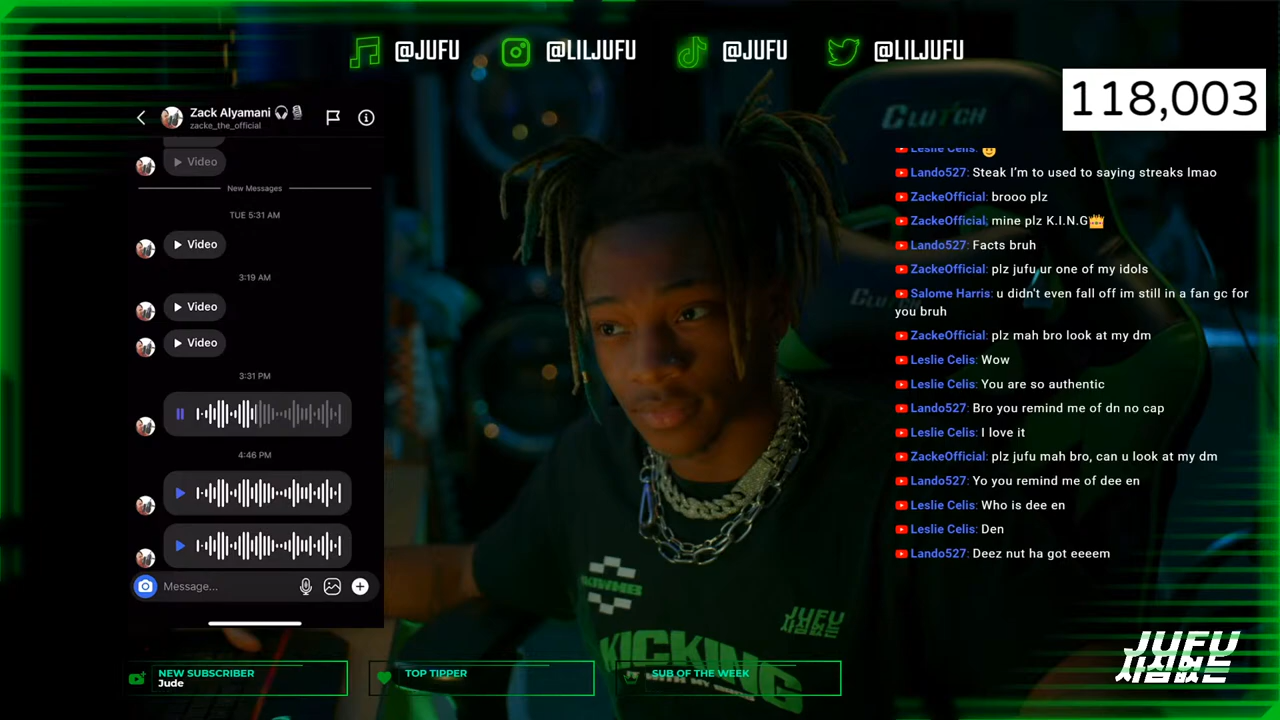 @JUFU
@LILJUFU
@JUFU
@LILJUFU
118,003
Zack Alyamani
zacke_the_official
Video
New Messages
TUE 5:31 AM
Video
3:19 AM
Video
Video
3:31 PM
4:46 PM
Message...
CLUTCH
Leslie Celis: 🙂
Lando527: Steak I'm to used to saying streaks lmao
ZackeOfficial: brooo plz
ZackeOfficial: mine plz K.I.N.G👑
Lando527: Facts bruh
ZackeOfficial: plz jufu ur one of my idols
Salome Harris: u didn't even fall off im still in a fan gc for
you bruh
ZackeOfficial: plz mah bro look at my dm
Leslie Celis: Wow
Leslie Celis: You are so authentic
Lando527: Bro you remind me of dn no cap
Leslie Celis: I love it
ZackeOfficial: plz jufu mah bro, can u look at my dm
Lando527: Yo you remind me of dee en
Leslie Celis: Who is dee en
Leslie Celis: Den
Lando527: Deez nut ha got eeeem
JUFU
사심없는
KICKING
IT WITH MY
NEW SUBSCRIBER
Jude
TOP TIPPER
SUB OF THE WEEK
JUFU
사심없는